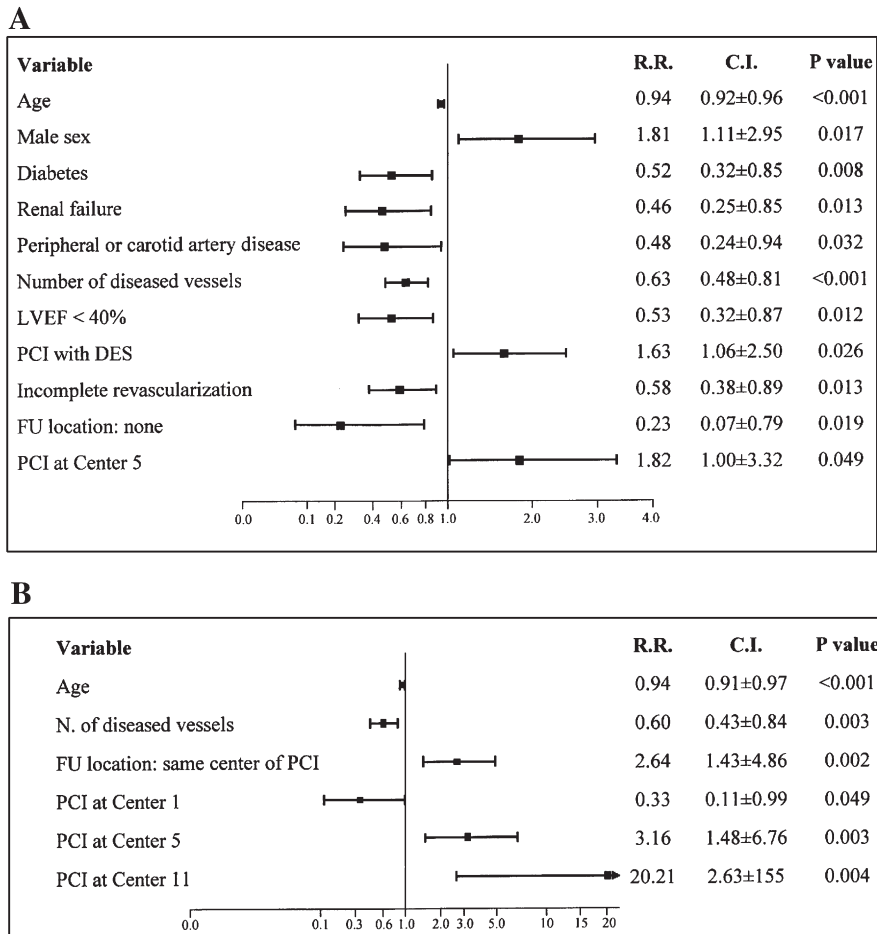 A
Variable R.R. C.I. P value
Age 0.94 0.92±0.96 <0.001
Male sex 1.81 1.11±2.95 0.017
Diabetes 0.52 0.32±0.85 0.008
Renal failure 0.46 0.25±0.85 0.013
Peripheral or carotid artery disease 0.48 0.24±0.94 0.032
Number of diseased vessels 0.63 0.48±0.81 <0.001
LVEF < 40% 0.53 0.32±0.87 0.012
PCI with DES 1.63 1.06±2.50 0.026
Incomplete revascularization 0.58 0.38±0.89 0.013
FU location: none 0.23 0.07±0.79 0.019
PCI at Center 5 1.82 1.00±3.32 0.049
0.0 0.1 0.2 0.4 0.6 0.8 1.0 2.0 3.0 4.0
B
Variable R.R. C.I. P value
Age 0.94 0.91±0.97 <0.001
N. of diseased vessels 0.60 0.43±0.84 0.003
FU location: same center of PCI 2.64 1.43±4.86 0.002
PCI at Center 1 0.33 0.11±0.99 0.049
PCI at Center 5 3.16 1.48±6.76 0.003
PCI at Center 11 20.21 2.63±155 0.004
0.0 0.1 0.3 0.6 1.0 2.0 3.0 5.0 10 15 20